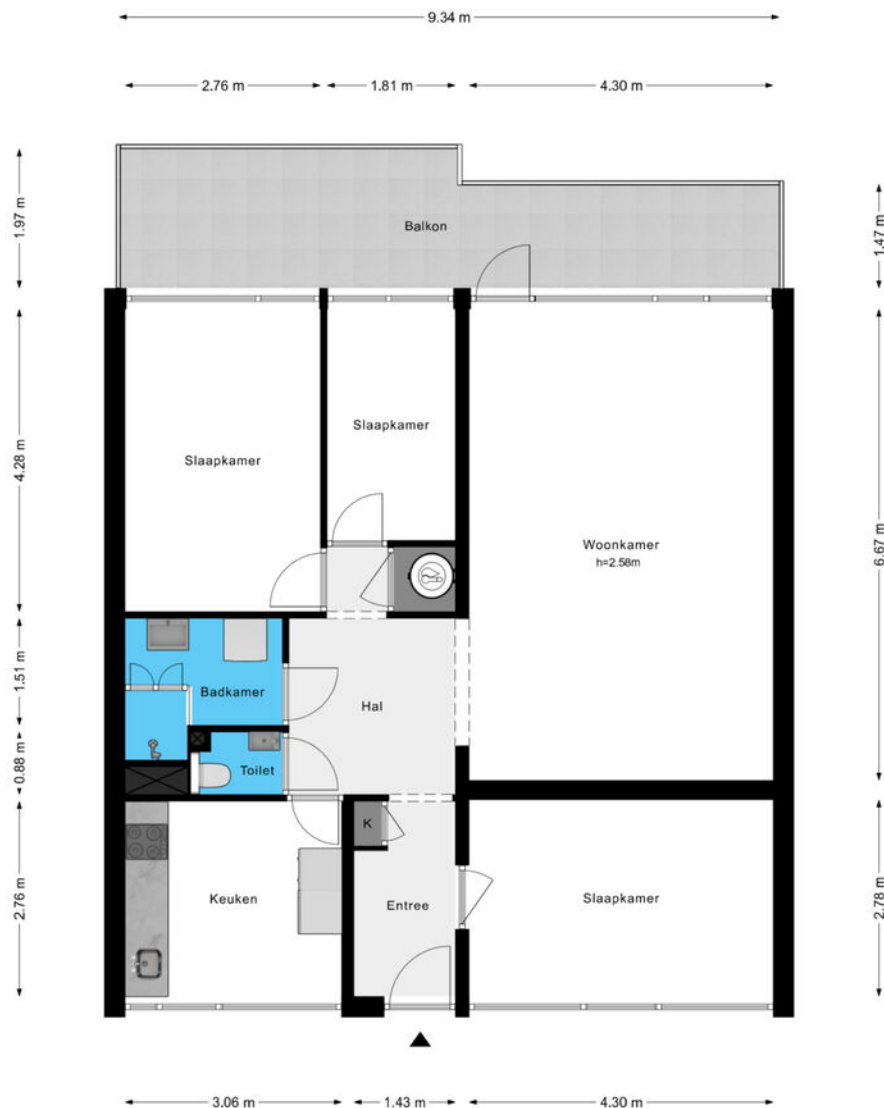 9.34 m
2.76 m
1.81 m
4.30 m
1.97 m
1.47 m
Balkon
4.28 m
6.67 m
Slaapkamer
Slaapkamer
Woonkamer
h=2.58m
1.51 m
Badkamer
Hal
0.88 m
Toilet
K
2.76 m
2.78 m
Keuken
Entree
Slaapkamer
3.06 m
1.43 m
4.30 m